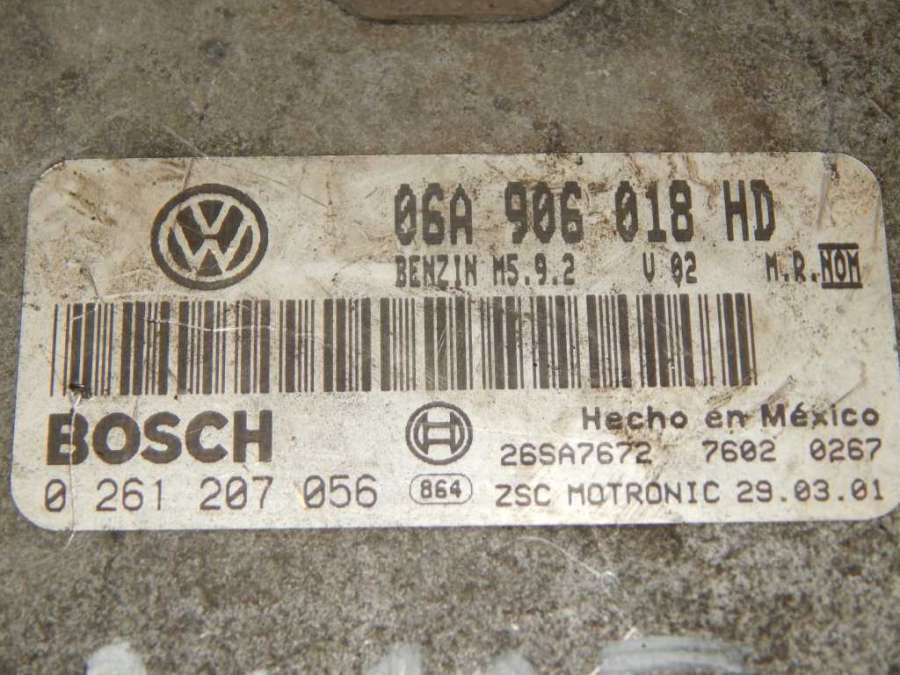 06A 906 018 HD
BENZIN M5.9.2 V 02 M.R.NOM
BOSCH
Hecho en México
26SA7672 7602 0267
0 261 207 056 864 ZSC MOTRONIC 29.03.01